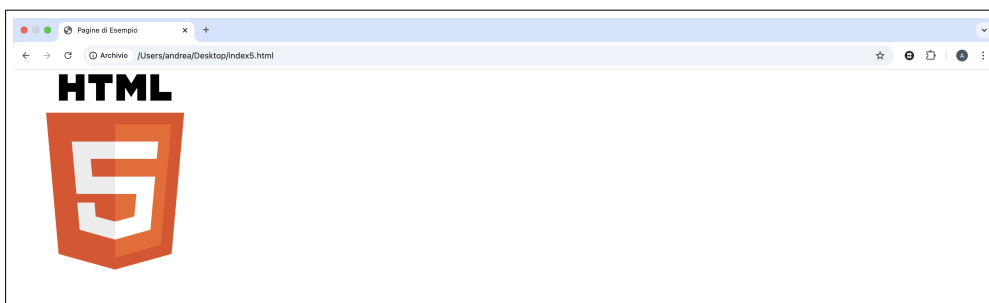 Pagine di Esempio
Archivio /Users/andrea/Desktop/index5.html
A
HTML
5